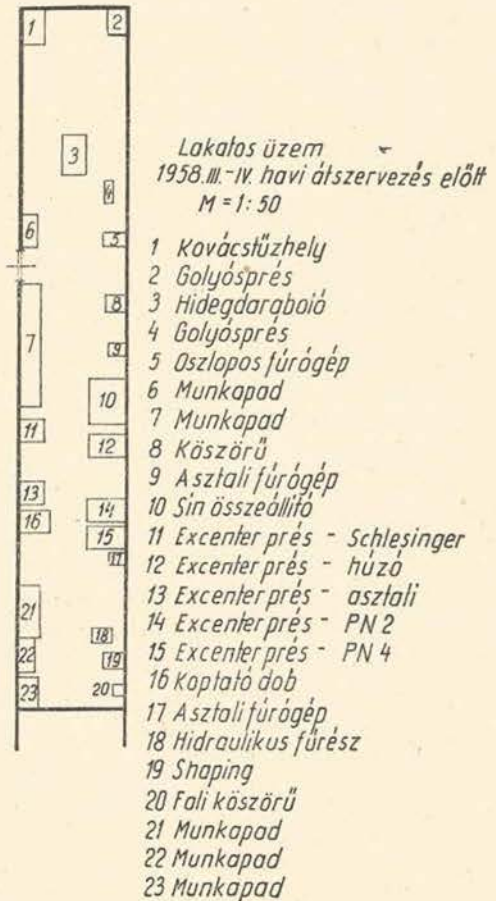 1 2
3
4
6
5
8
7
9
10
11
12
13
14
16
15
17
21
18
22
19
23
20
Lakatos üzem
1958.III.-IV. havi átszervezés előtt
M = 1:50
1 Kovácstűzhely
2 Golyósprés
3 Hidegdaraboló
4 Golyósprés
5 Oszlopos fúrógép
6 Munkapad
7 Munkapad
8 Köszörű
9 Asztali fúrógép
10 Sin összeállító
11 Excenter prés - Schlesinger
12 Excenter prés - húzó
13 Excenter prés - asztali
14 Excenter prés - PN 2
15 Excenter prés - PN 4
16 Koptató dob
17 Asztali fúrógép
18 Hidraulikus fűrész
19 Shaping
20 Fali köszörű
21 Munkapad
22 Munkapad
23 Munkapad